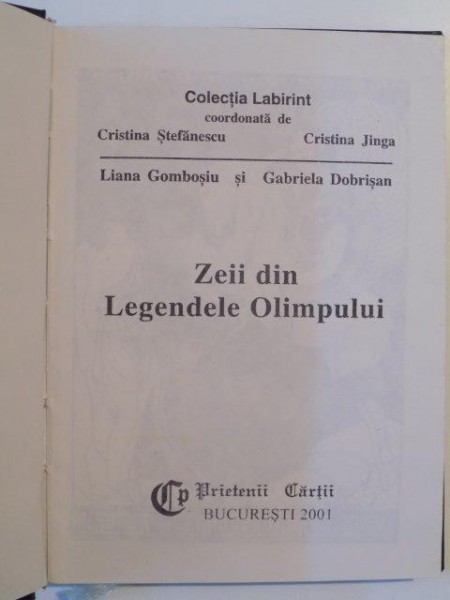 Colecția Labirint
coordonată de
Cristina Ștefănescu Cristina Jinga
Liana Gomboșiu și Gabriela Dobrișan
Zeii din
Legendele Olimpului
Cp Prietenii Cărții
BUCUREȘTI 2001